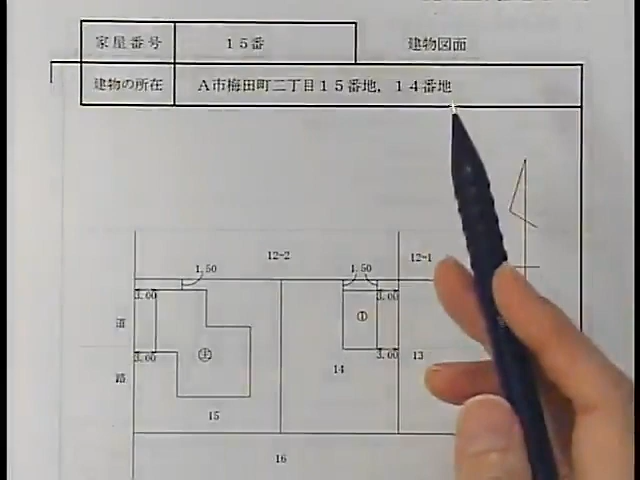 家屋番号 15番 建物図面
建物の所在 A市梅田町二丁目15番地，14番地
12-2 12-1
1.50 1.50
3.00 3.00
道 ①
3.00 主 3.00
路 14 13
15
16